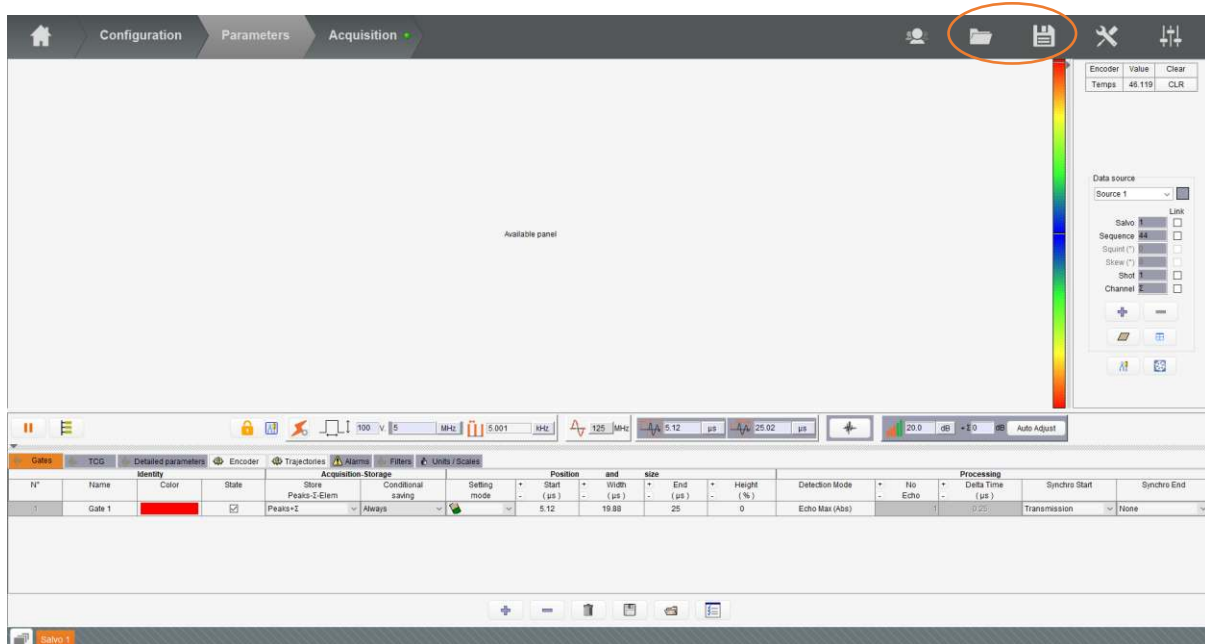 Configuration Parameters Acquisition
Encoder Value Clear
Temps 46.119 CLR
Data source
Source 1
Link
Salvo 1
Sequence 44
Squint (°) 0
Skew (°) 0
Shot 1
Channel Σ
Available panel
100 V 5 MHz 5.001 kHz 125 MHz 5.12 µs 25.02 µs 20.0 dB +Σ 0 dB Auto Adjust
Gates TCG Detailed parameters Encoder Trajectories Alarms Filters Units / Scales
Identity Acquisition-Storage Position and size Processing
N° Name Color State Store Conditional Setting + Start + Width + End + Height Detection Mode + No + Delta Time Synchro Start Synchro End
Peaks-Σ-Elem saving mode - (µs) - (µs) - (µs) - (%) - Echo - (µs)
1 Gate 1 Peaks+Σ Always 5.12 19.88 25 0 Echo Max (Abs) 1 0.25 Transmission None
Salvo 1